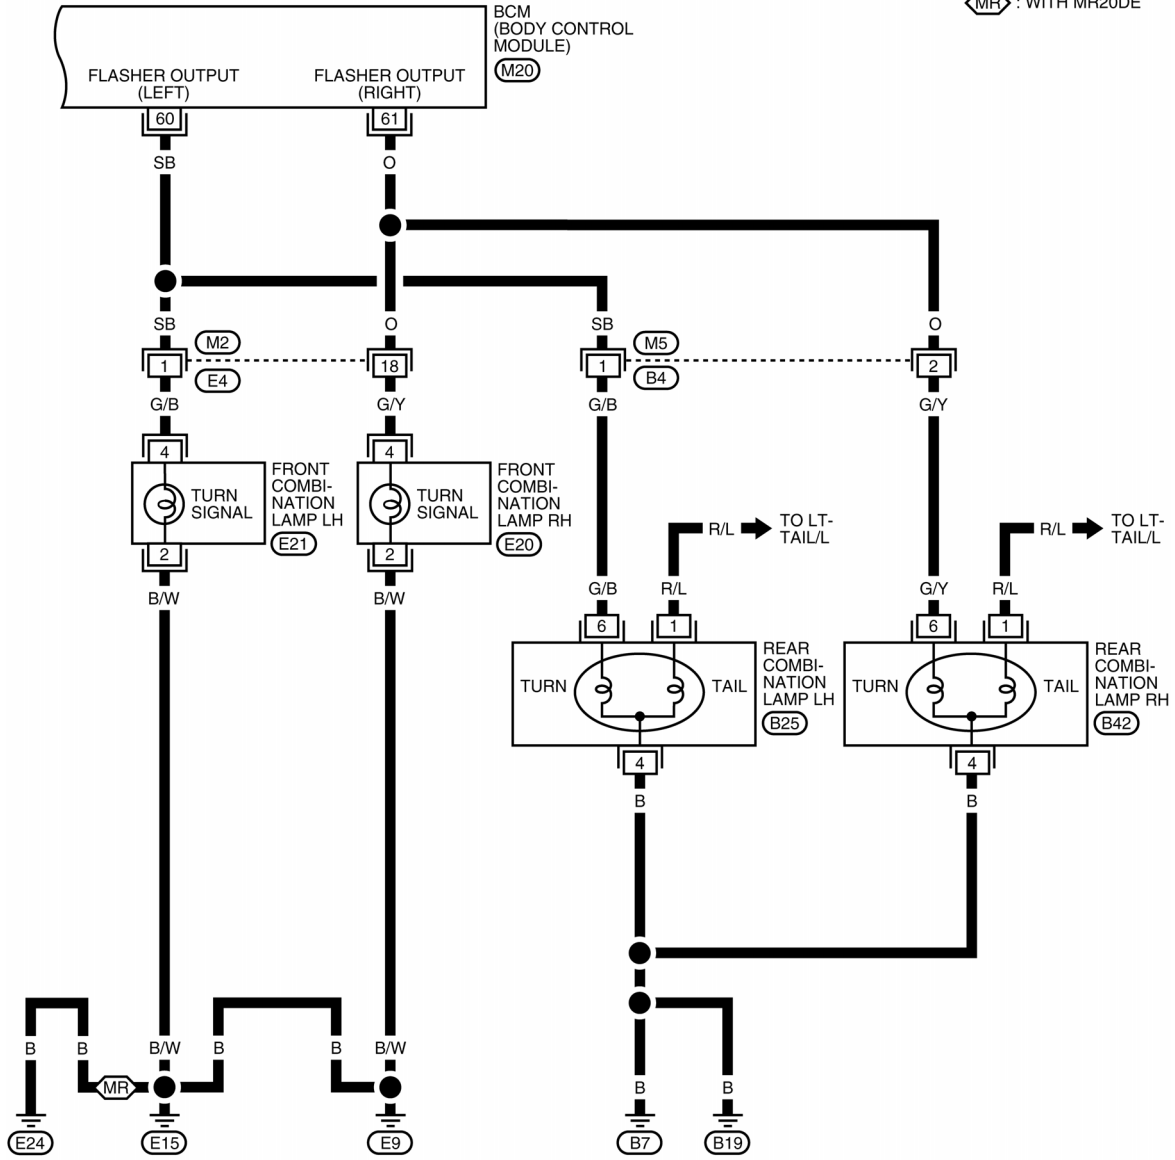 BCM
(BODY CONTROL
MODULE)
M20
MR : WITH MR20DE
FLASHER OUTPUT
(LEFT)
FLASHER OUTPUT
(RIGHT)
60
61
SB
O
SB
O
SB
O
M2
M5
1
18
1
2
E4
B4
G/B
G/Y
G/B
G/Y
4
4
TURN
SIGNAL
FRONT
COMBI-
NATION
LAMP LH
E21
TURN
SIGNAL
FRONT
COMBI-
NATION
LAMP RH
E20
2
2
B/W
B/W
R/L
TO LT-
TAIL/L
R/L
TO LT-
TAIL/L
G/B
R/L
G/Y
R/L
6
1
6
1
TURN
TAIL
REAR
COMBI-
NATION
LAMP LH
B25
TURN
TAIL
REAR
COMBI-
NATION
LAMP RH
B42
4
4
B
B
B
B
B/W
B
B
B/W
MR
B
B
E24
E15
E9
B7
B19